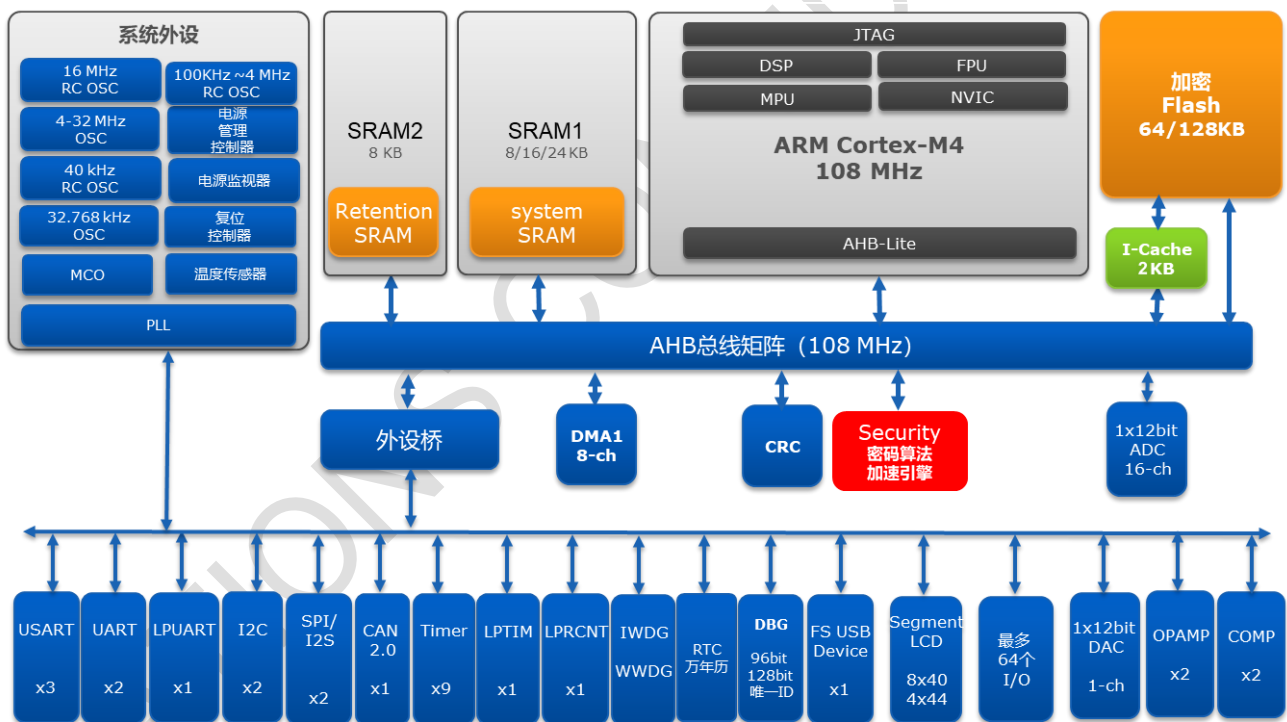 系统外设
16 MHz
RC OSC
100KHz ~4 MHz
RC OSC
4-32 MHz
OSC
电源
管理
控制器
40 kHz
RC OSC
电源监视器
32.768 kHz
OSC
复位
控制器
MCO
温度传感器
PLL
SRAM2
8 KB
Retention
SRAM
SRAM1
8/16/24KB
system
SRAM
JTAG
DSP
FPU
MPU
NVIC
ARM Cortex-M4
108 MHz
AHB-Lite
加密
Flash
64/128KB
I-Cache
2KB
AHB总线矩阵（108 MHz）
外设桥
DMA1
8-ch
CRC
Security
密码算法
加速引擎
1x12bit
ADC
16-ch
USART
x3
UART
x2
LPUART
x1
I2C
x2
SPI/
I2S
x2
CAN
2.0
x1
Timer
x9
LPTIM
x1
LPRCNT
x1
IWDG
WWDG
RTC
万年历
DBG
96bit
128bit
唯一ID
FS USB
Device
x1
Segment
LCD
8x40
4x44
最多
64个
I/O
1x12bit
DAC
1-ch
OPAMP
x2
COMP
x2